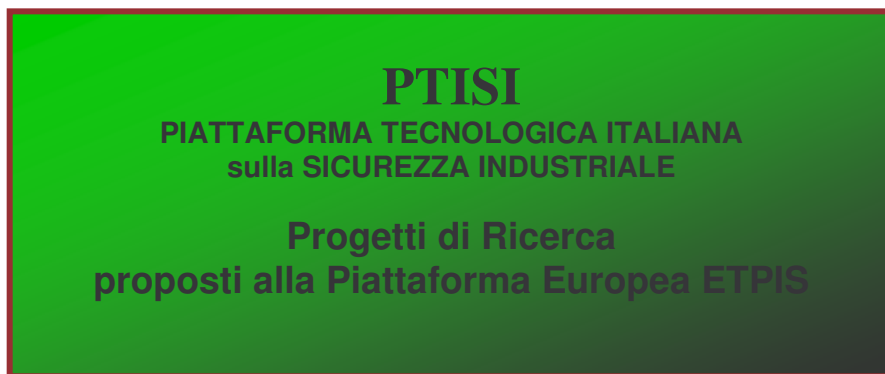 PTISI
PIATTAFORMA TECNOLOGICA ITALIANA
sulla SICUREZZA INDUSTRIALE
Progetti di Ricerca
proposti alla Piattaforma Europea ETPIS